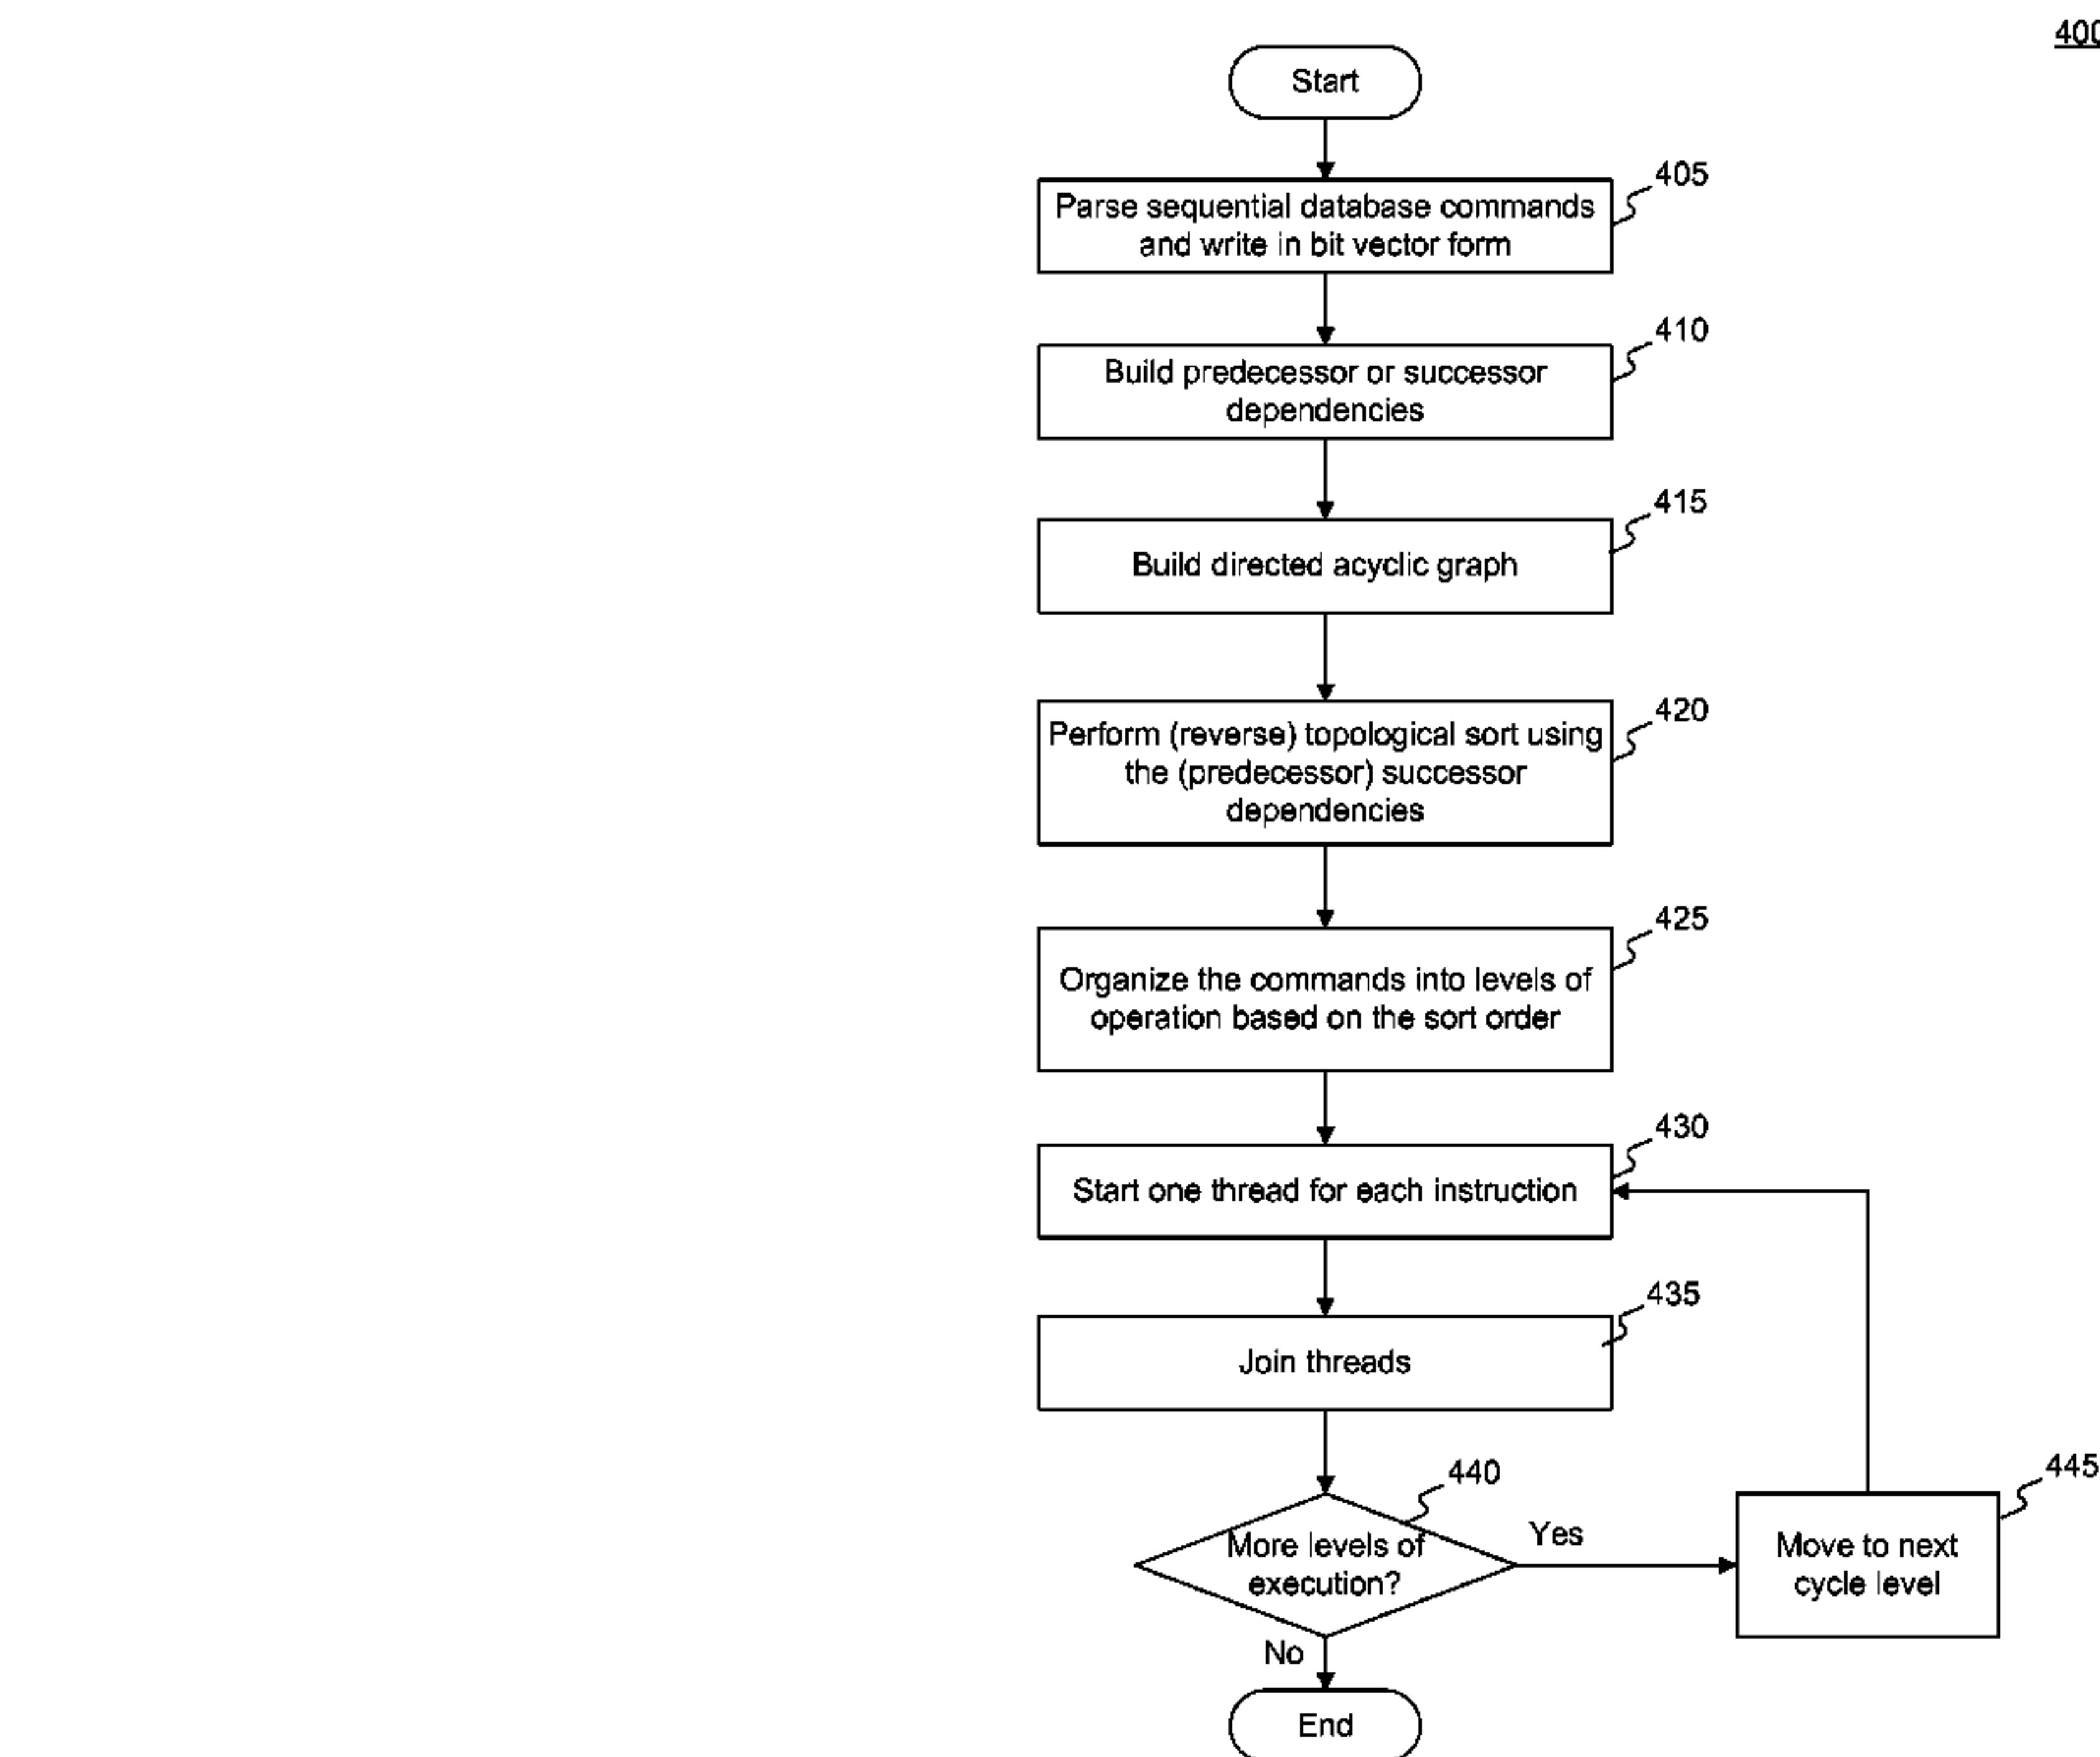 400
Start
405
Parse sequential database commands
and write in bit vector form
410
Build predecessor or successor
dependencies
415
Build directed acyclic graph
420
Perform (reverse) topological sort using
the (predecessor) successor
dependencies
425
Organize the commands into levels of
operation based on the sort order
430
Start one thread for each instruction
435
Join threads
440
More levels of
execution?
Yes
445
Move to next
cycle level
No
End